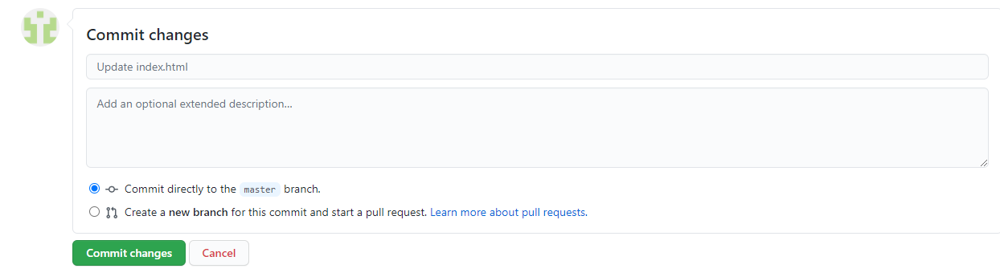 Commit changes
Update index.html
Add an optional extended description...
Commit directly to the master branch.
Create a new branch for this commit and start a pull request. Learn more about pull requests.
Commit changes Cancel